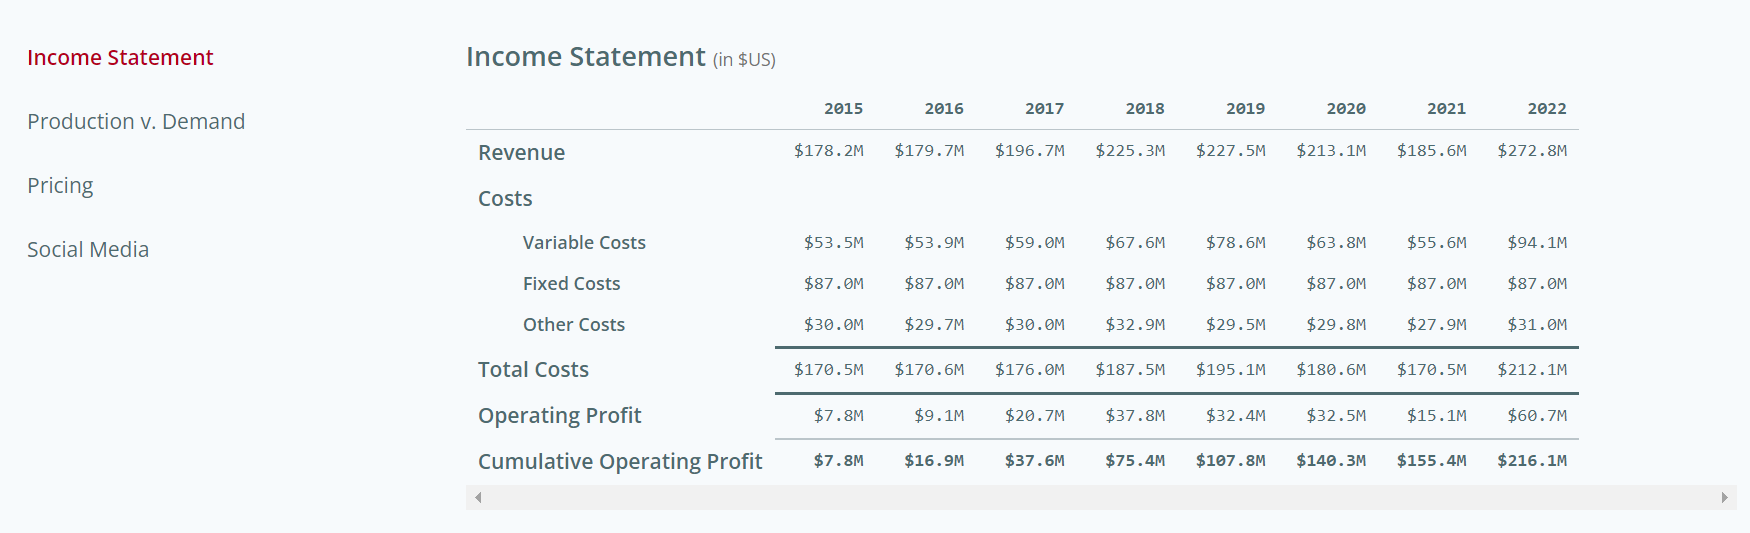 Income Statement
Production v. Demand
Pricing
Social Media
Income Statement (in $US)
2015 2016 2017 2018 2019 2020 2021 2022
Revenue $178.2M $179.7M $196.7M $225.3M $227.5M $213.1M $185.6M $272.8M
Costs
Variable Costs $53.5M $53.9M $59.0M $67.6M $78.6M $63.8M $55.6M $94.1M
Fixed Costs $87.0M $87.0M $87.0M $87.0M $87.0M $87.0M $87.0M $87.0M
Other Costs $30.0M $29.7M $30.0M $32.9M $29.5M $29.8M $27.9M $31.0M
Total Costs $170.5M $170.6M $176.0M $187.5M $195.1M $180.6M $170.5M $212.1M
Operating Profit $7.8M $9.1M $20.7M $37.8M $32.4M $32.5M $15.1M $60.7M
Cumulative Operating Profit $7.8M $16.9M $37.6M $75.4M $107.8M $140.3M $155.4M $216.1M